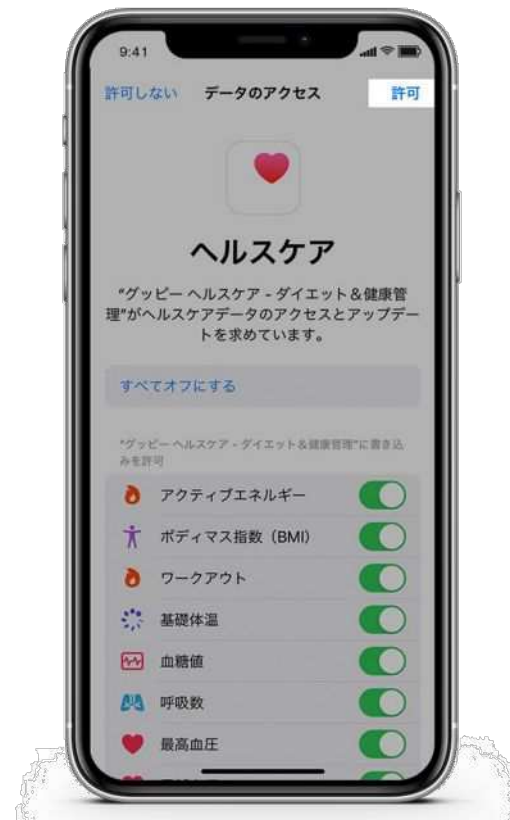 9:41
許可しない データのアクセス 許可
ヘルスケア
“グッピー ヘルスケア - ダイエット＆健康管
理”がヘルスケアデータのアクセスとアップデー
トを求めています。
すべてオフにする
“グッピー ヘルスケア - ダイエット＆健康管理”に書き込
みを許可
アクティブエネルギー
ボディマス指数（BMI）
ワークアウト
基礎体温
血糖値
呼吸数
最高血圧